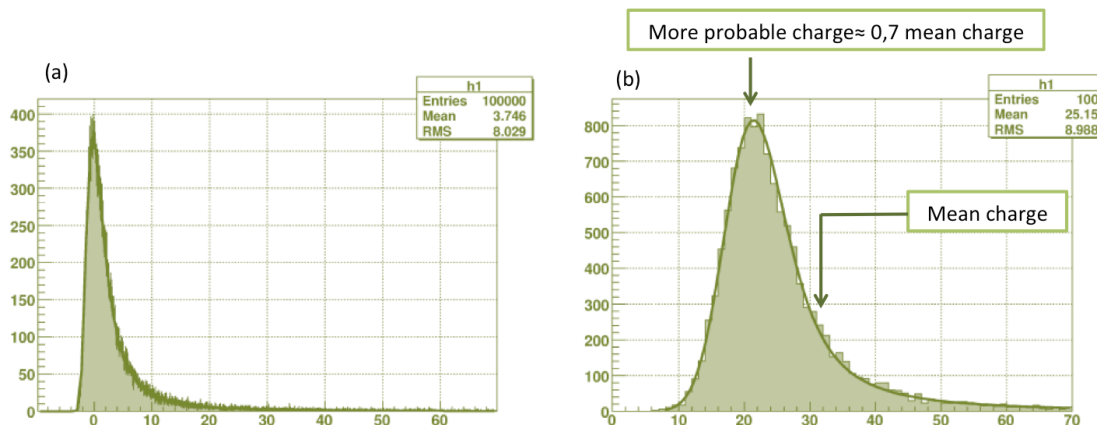 More probable charge≈ 0,7 mean charge
(a)
h1
Entries 100000
Mean 3.746
RMS 8.029
400
350
300
250
200
150
100
50
0
0 10 20 30 40 50 60
(b)
h1
Entries 100
Mean 25.15
RMS 8.988
Mean charge
800
700
600
500
400
300
200
100
0
0 10 20 30 40 50 60 70